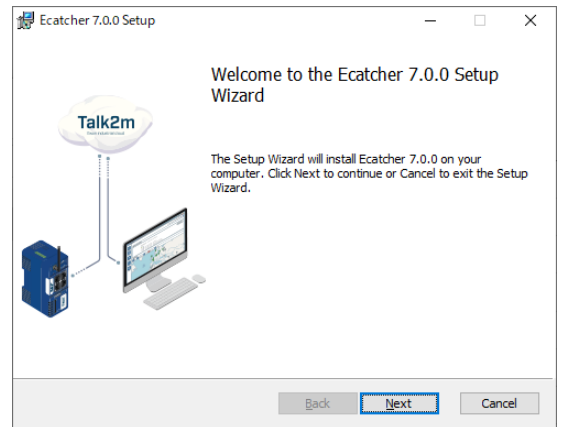 Ecatcher 7.0.0 Setup
Welcome to the Ecatcher 7.0.0 Setup
Wizard
Talk2m
The Setup Wizard will install Ecatcher 7.0.0 on your
computer. Click Next to continue or Cancel to exit the Setup
Wizard.
Back
Next
Cancel